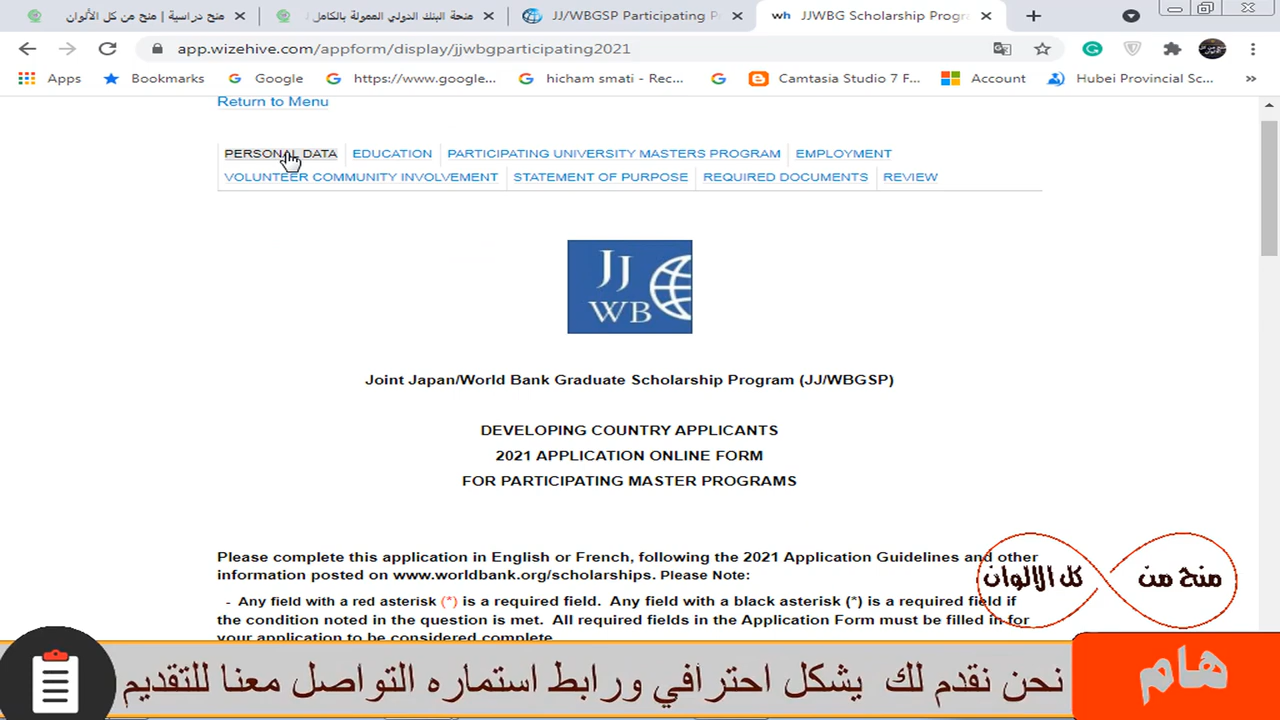 منح دراسية | منح من كل الألوان
منحة البنك الدولي الممولة بالكامل
JJ/WBGSP Participating P
JJWBG Scholarship Progra
app.wizehive.com/appform/display/jjwbgparticipating2021
Apps
Bookmarks
Google
https://www.google...
hicham smati - Rec...
Camtasia Studio 7 F...
Account
Hubei Provincial Sc...
Return to Menu
PERSONAL DATA
EDUCATION
PARTICIPATING UNIVERSITY MASTERS PROGRAM
EMPLOYMENT
VOLUNTEER COMMUNITY INVOLVEMENT
STATEMENT OF PURPOSE
REQUIRED DOCUMENTS
REVIEW
JJ
WB
Joint Japan/World Bank Graduate Scholarship Program (JJ/WBGSP)
DEVELOPING COUNTRY APPLICANTS
2021 APPLICATION ONLINE FORM
FOR PARTICIPATING MASTER PROGRAMS
Please complete this application in English or French, following the 2021 Application Guidelines and other
information posted on www.worldbank.org/scholarships. Please Note:
- Any field with a red asterisk (*) is a required field. Any field with a black asterisk (*) is a required field if
the condition noted in the question is met. All required fields in the Application Form must be filled in for
your application to be considered complete.
منح من كل الالوان
هام
نحن نقدم لك يشكل احترافي ورابط استماره التواصل معنا للتقديم